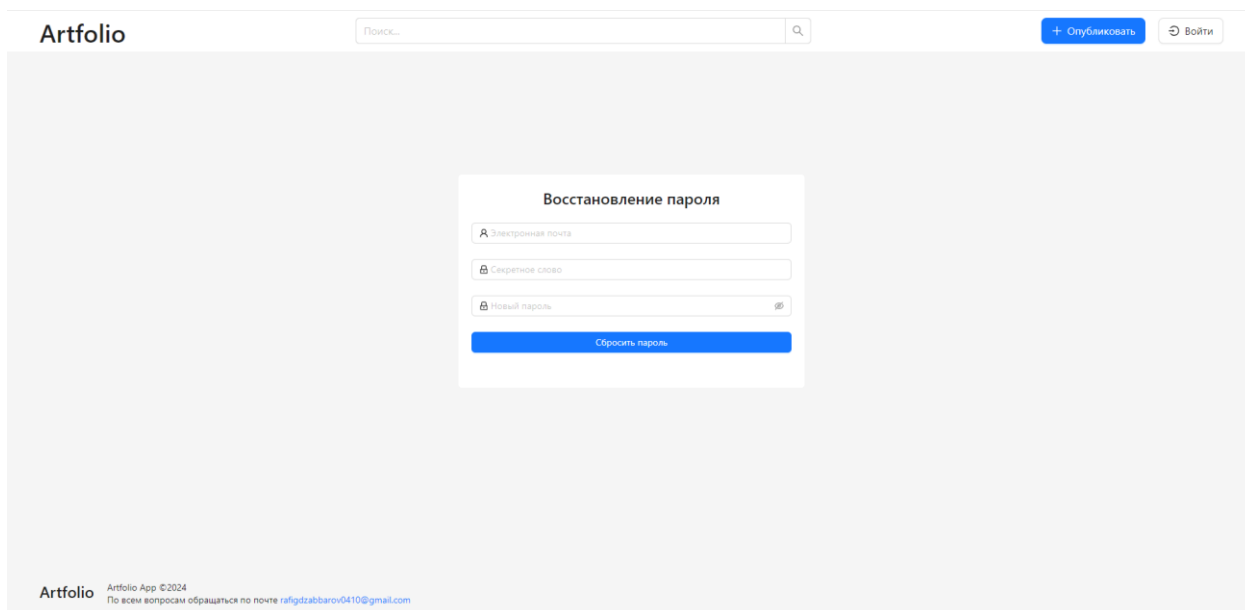 Artfolio
Поиск...
Опубликовать
Войти
Восстановление пароля
Электронная почта
Секретное слово
Новый пароль
Сбросить пароль
Artfolio
Artfolio App ©2024
По всем вопросам обращаться по почте rafigdzabbarov0410@gmail.com